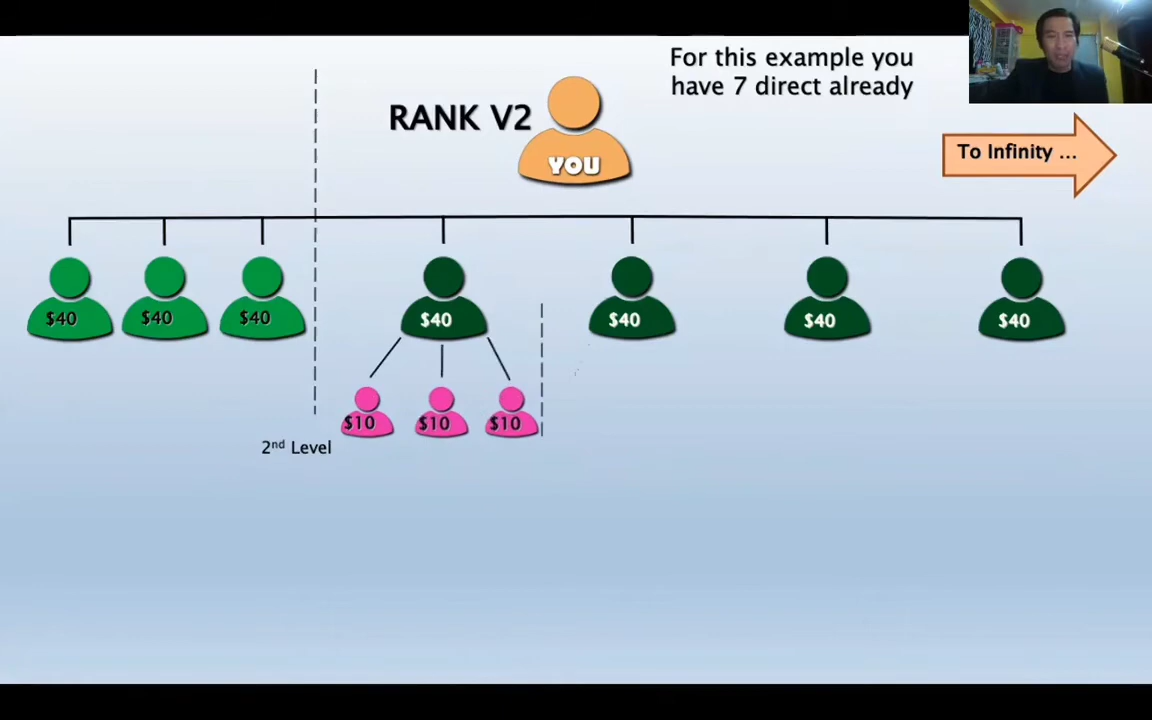 For this example you
have 7 direct already
RANK V2
YOU
To Infinity ...
$40 $40 $40 $40 $40 $40 $40
$10 $10 $10
2nd Level